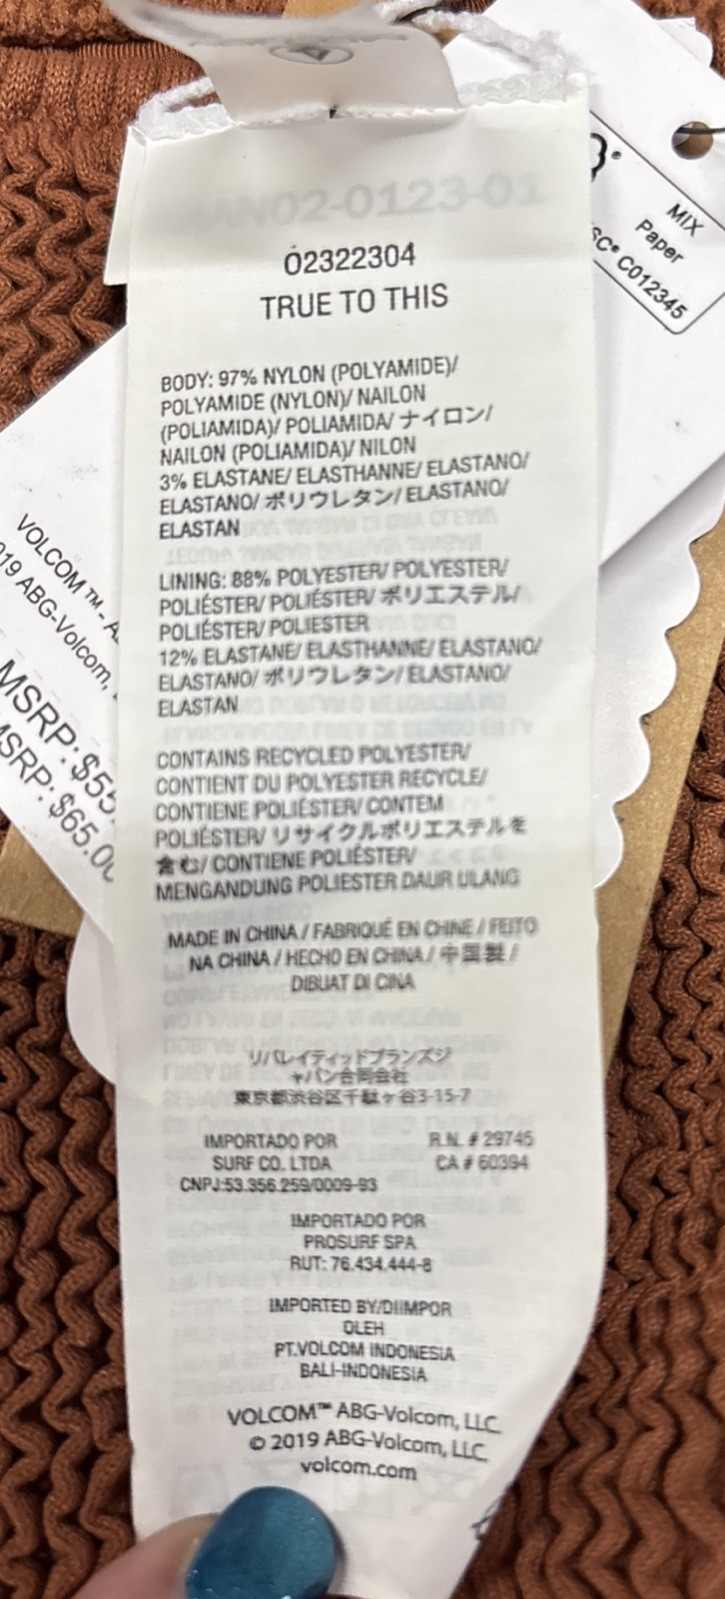 02322304
TRUE TO THIS
BODY: 97% NYLON (POLYAMIDE)/
POLYAMIDE (NYLON)/ NAILON
(POLIAMIDA)/ POLIAMIDA/ ナイロン/
NAILON (POLIAMIDA)/ NILON
3% ELASTANE/ ELASTHANNE/ ELASTANO/
ELASTANO/ ポリウレタン/ ELASTANO/
ELASTAN
LINING: 88% POLYESTER/ POLYESTER/
POLIÉSTER/ POLIÉSTER/ ポリエステル/
POLIÉSTER/ POLIESTER
12% ELASTANE/ ELASTHANNE/ ELASTANO/
ELASTANO/ ポリウレタン/ ELASTANO/
ELASTAN
CONTAINS RECYCLED POLYESTER/
CONTIENT DU POLYESTER RECYCLE/
CONTIENE POLIÉSTER/ CONTEM
POLIÉSTER/ リサイクルポリエステルを
含む/ CONTIENE POLIÉSTER/
MENGANDUNG POLIESTER DAUR ULANG
MADE IN CHINA / FABRIQUÉ EN CHINE / FEITO
NA CHINA / HECHO EN CHINA / 中国製 /
DIBUAT DI CINA
リバレイティッドブランズジ
ャパン合同会社
東京都渋谷区千駄ヶ谷3-15-7
IMPORTADO POR
SURF CO. LTDA
CNPJ:53.356.259/0009-93
R.N. # 29745
CA # 60394
IMPORTADO POR
PROSURF SPA
RUT: 76.434.444-8
IMPORTED BY/DIIMPOR
OLEH
PT.VOLCOM INDONESIA
BALI-INDONESIA
VOLCOM™ ABG-Volcom, LLC.
© 2019 ABG-Volcom, LLC.
volcom.com
MIX
Paper
C012345
VOLCOM™ -
ABG-Volcom,
MSRP: $55.
MSRP: $65.00